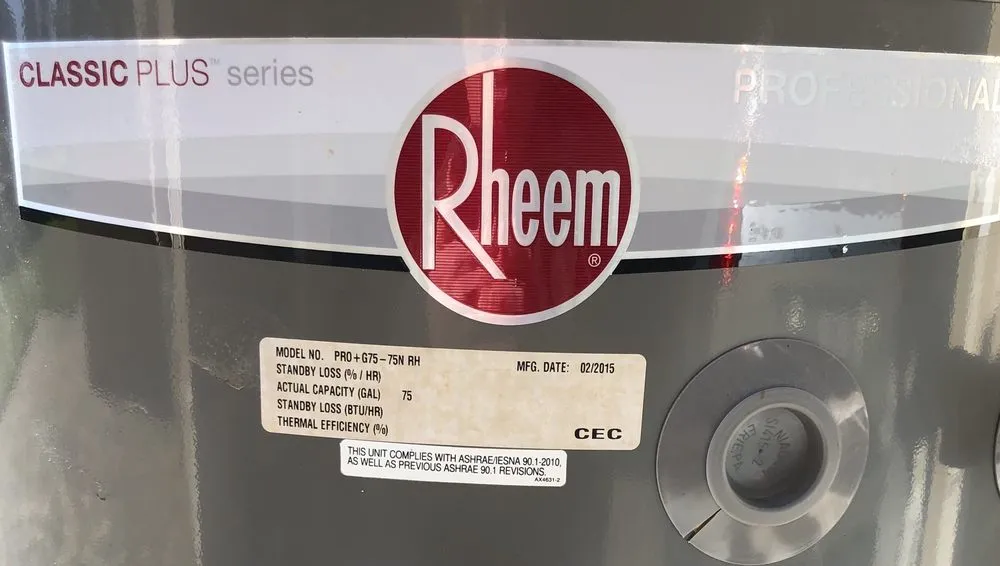 CLASSIC PLUS™ series
PROFESSIONAL
Rheem®
MODEL NO. PRO+G75-75N RH
MFG. DATE: 02/2015
STANDBY LOSS (% / HR)
ACTUAL CAPACITY (GAL) 75
STANDBY LOSS (BTU/HR)
THERMAL EFFICIENCY (%)
CEC
THIS UNIT COMPLIES WITH ASHRAE/IESNA 90.1-2010,
AS WELL AS PREVIOUS ASHRAE 90.1 REVISIONS.
AX4631-2